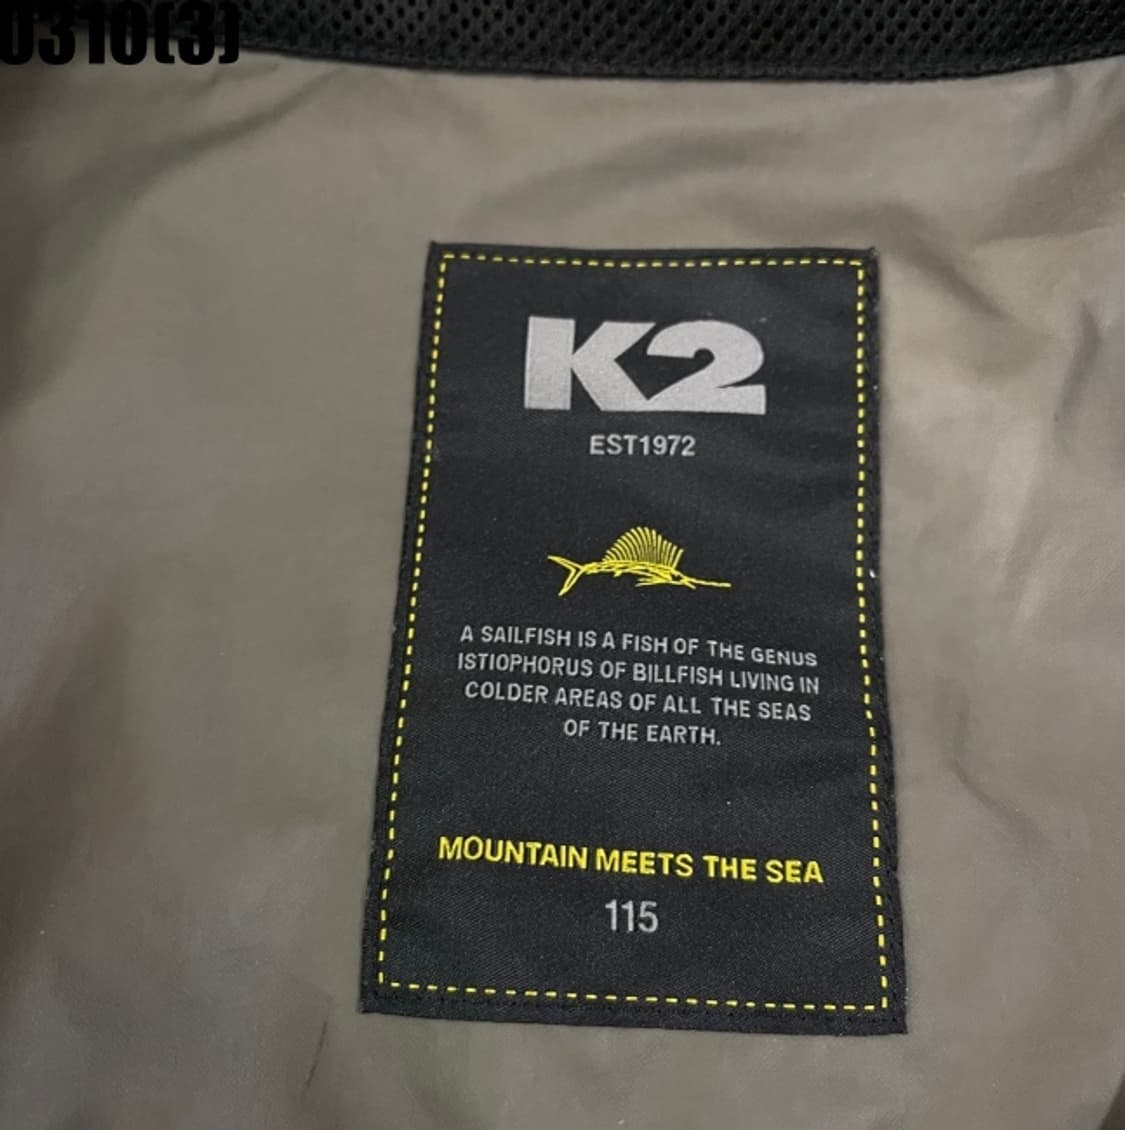 0310(3)
K2
EST1972
A SAILFISH IS A FISH OF THE GENUS
ISTIOPHORUS OF BILLFISH LIVING IN
COLDER AREAS OF ALL THE SEAS
OF THE EARTH.
MOUNTAIN MEETS THE SEA
115